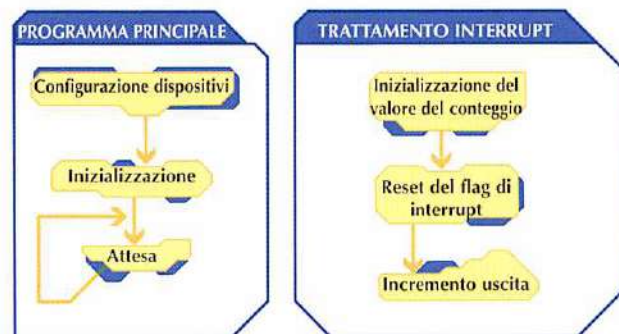 PROGRAMMA PRINCIPALE
Configurazione dispositivi
Inizializzazione
Attesa
TRATTAMENTO INTERRUPT
Inizializzazione del
valore del conteggio
Reset del flag di
interrupt
Incremento uscita